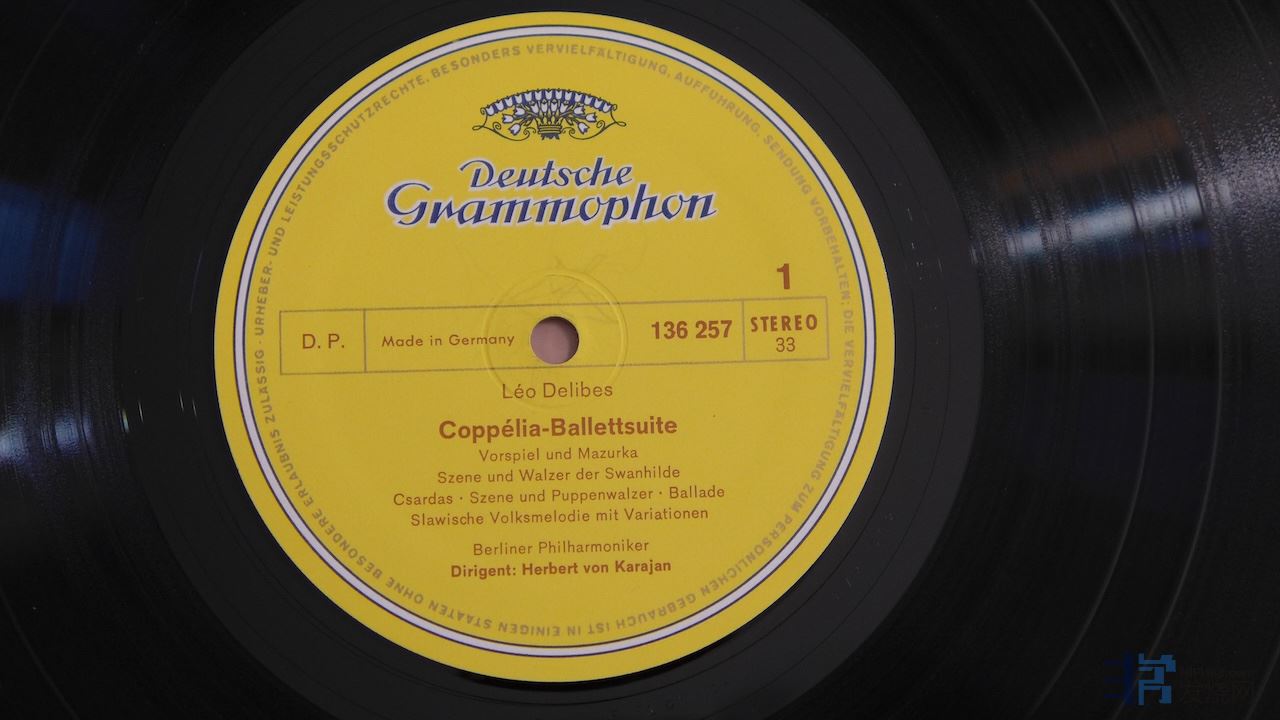 URHEBER- UND LEISTUNGSSCHUTZRECHTE, BESONDERS VERVIELFÄLTIGUNG, AUFFÜHRUNG, SENDUNG VORBEHALTEN; DIE VERVIELFÄLTIGUNG ZUM PERSÖNLICHEN GEBRAUCH IST IN EINIGEN STAATEN OHNE BESONDERE ERLAUBNIS ZULÄSSIG ·
Deutsche
Grammophon
1
D. P. Made in Germany 136 257 STEREO
33
Léo Delibes
Coppélia-Ballettsuite
Vorspiel und Mazurka
Szene und Walzer der Swanhilde
Csardas · Szene und Puppenwalzer · Ballade
Slawische Volksmelodie mit Variationen
Berliner Philharmoniker
Dirigent: Herbert von Karajan